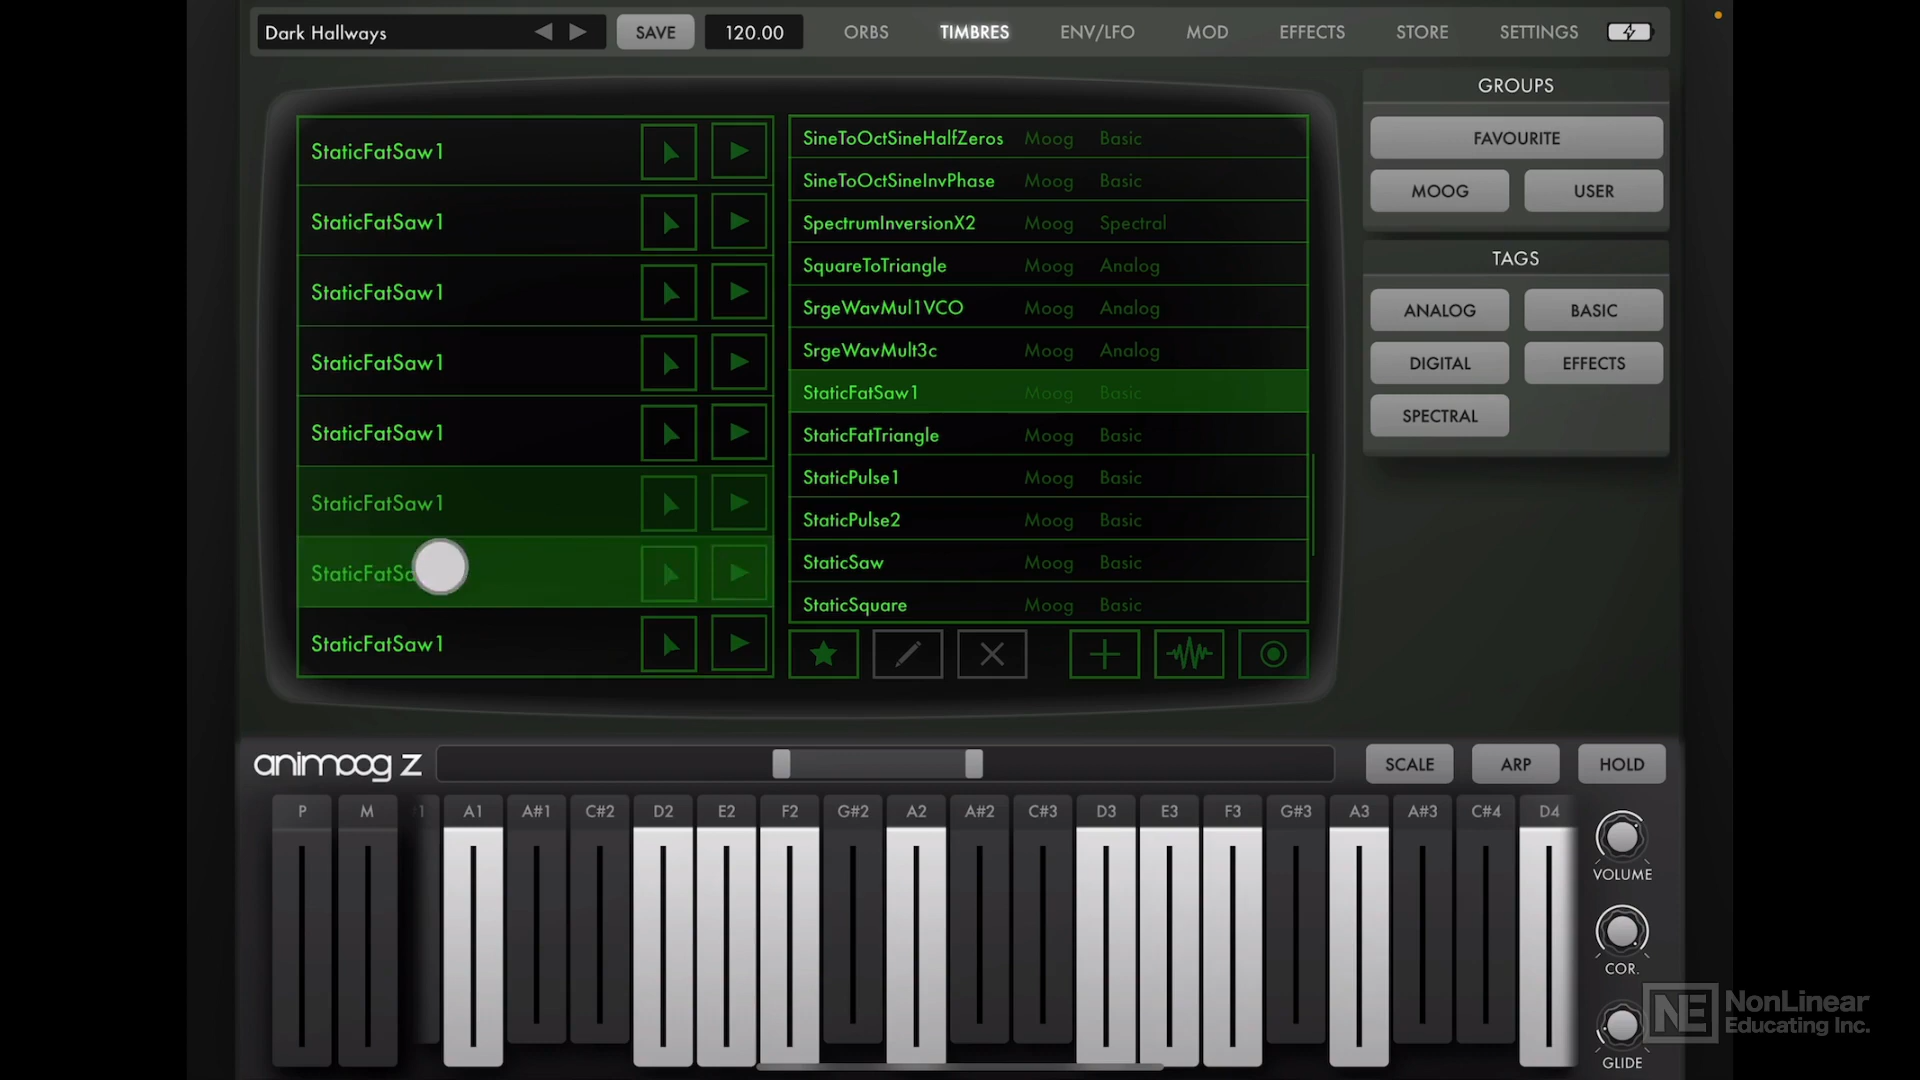 Dark Hallways SAVE 120.00 ORBS TIMBRES ENV/LFO MOD EFFECTS STORE SETTINGS
StaticFatSaw1
StaticFatSaw1
StaticFatSaw1
StaticFatSaw1
StaticFatSaw1
StaticFatSaw1
StaticFatSa
StaticFatSaw1
SineToOctSineHalfZeros Moog Basic
SineToOctSineInvPhase Moog Basic
SpectrumInversionX2 Moog Spectral
SquareToTriangle Moog Analog
SrgeWavMul1VCO Moog Analog
SrgeWavMult3c Moog Analog
StaticFatSaw1 Moog Basic
StaticFatTriangle Moog Basic
StaticPulse1 Moog Basic
StaticPulse2 Moog Basic
StaticSaw Moog Basic
StaticSquare Moog Basic
GROUPS
FAVOURITE
MOOG USER
TAGS
ANALOG BASIC
DIGITAL EFFECTS
SPECTRAL
animoog Z SCALE ARP HOLD
P M A1 A#1 C#2 D2 E2 F2 G#2 A2 A#2 C#3 D3 E3 F3 G#3 A3 A#3 C#4 D4
VOLUME
COR.
GLIDE
NE NonLinear
Educating Inc.